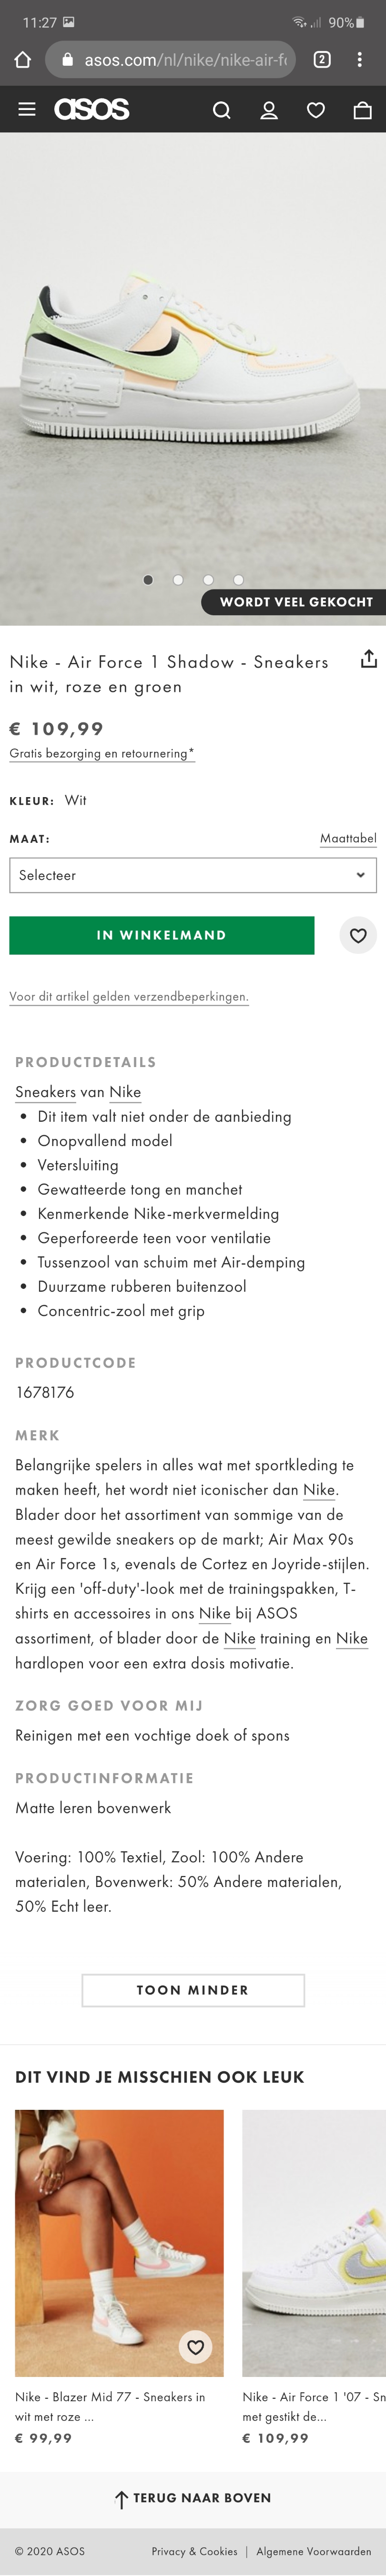 11:27
90%
asos.com/nl/nike/nike-air-fo
2
asos
AIR
WORDT VEEL GEKOCHT
Nike - Air Force 1 Shadow - Sneakers
in wit, roze en groen
€ 109,99
Gratis bezorging en retournering*
KLEUR: Wit
MAAT: Maattabel
Selecteer
IN WINKELMAND
Voor dit artikel gelden verzendbeperkingen.
PRODUCTDETAILS
Sneakers van Nike
• Dit item valt niet onder de aanbieding
• Onopvallend model
• Vetersluiting
• Gewatteerde tong en manchet
• Kenmerkende Nike-merkvermelding
• Geperforeerde teen voor ventilatie
• Tussenzool van schuim met Air-demping
• Duurzame rubberen buitenzool
• Concentric-zool met grip
PRODUCTCODE
1678176
MERK
Belangrijke spelers in alles wat met sportkleding te
maken heeft, het wordt niet iconischer dan Nike.
Blader door het assortiment van sommige van de
meest gewilde sneakers op de markt; Air Max 90s
en Air Force 1s, evenals de Cortez en Joyride-stijlen.
Krijg een 'off-duty'-look met de trainingspakken, T-
shirts en accessoires in ons Nike bij ASOS
assortiment, of blader door de Nike training en Nike
hardlopen voor een extra dosis motivatie.
ZORG GOED VOOR MIJ
Reinigen met een vochtige doek of spons
PRODUCTINFORMATIE
Matte leren bovenwerk
Voering: 100% Textiel, Zool: 100% Andere
materialen, Bovenwerk: 50% Andere materialen,
50% Echt leer.
TOON MINDER
DIT VIND JE MISSCHIEN OOK LEUK
Nike - Blazer Mid 77 - Sneakers in
wit met roze ...
€ 99,99
Nike - Air Force 1 '07 - Sn
met gestikt de...
€ 109,99
TERUG NAAR BOVEN
© 2020 ASOS
Privacy & Cookies | Algemene Voorwaarden